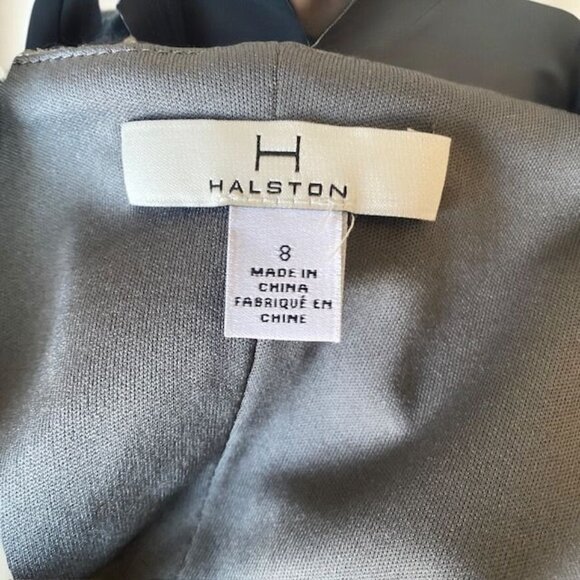 H
HALSTON
8
MADE IN
CHINA
FABRIQUÉ EN
CHINE